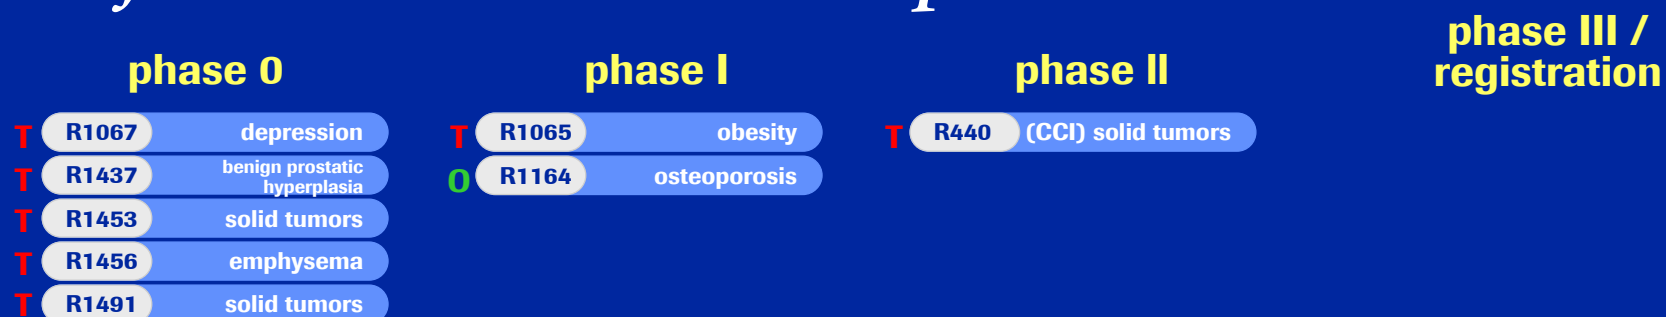 phase 0
phase I
phase II
phase III /
registration
T R1067 depression
T R1437 benign prostatic
hyperplasia
T R1453 solid tumors
T R1456 emphysema
T R1491 solid tumors
T R1065 obesity
O R1164 osteoporosis
T R440 (CCI) solid tumors